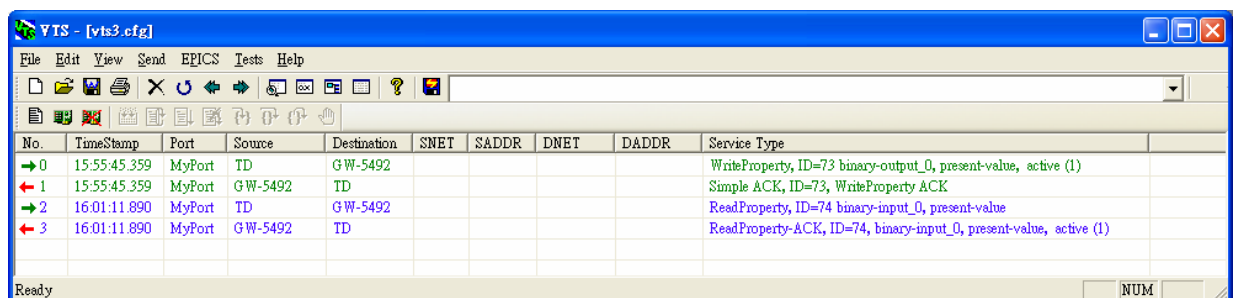 VTS - [vts3.cfg]
File Edit View Send EPICS Tests Help
No. TimeStamp Port Source Destination SNET SADDR DNET DADDR Service Type
0 15:55:45.359 MyPort TD GW-5492 WriteProperty, ID=73 binary-output_0, present-value, active (1)
1 15:55:45.359 MyPort GW-5492 TD Simple ACK, ID=73, WriteProperty ACK
2 16:01:11.890 MyPort TD GW-5492 ReadProperty, ID=74 binary-input_0, present-value
3 16:01:11.890 MyPort GW-5492 TD ReadProperty-ACK, ID=74, binary-input_0, present-value, active (1)
Ready NUM